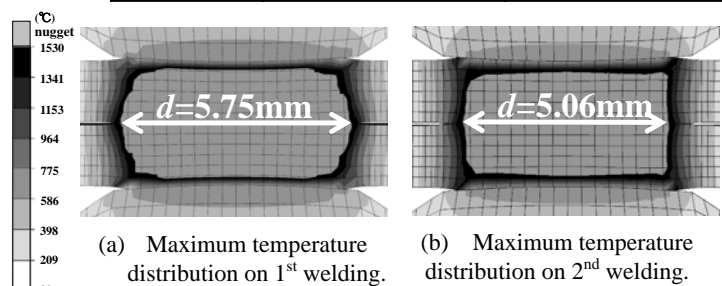 (℃)
nugget
1530
1341
1153
964
775
586
398
209
d=5.75mm
d=5.06mm
(a) Maximum temperature
distribution on 1st welding.
(b) Maximum temperature
distribution on 2nd welding.